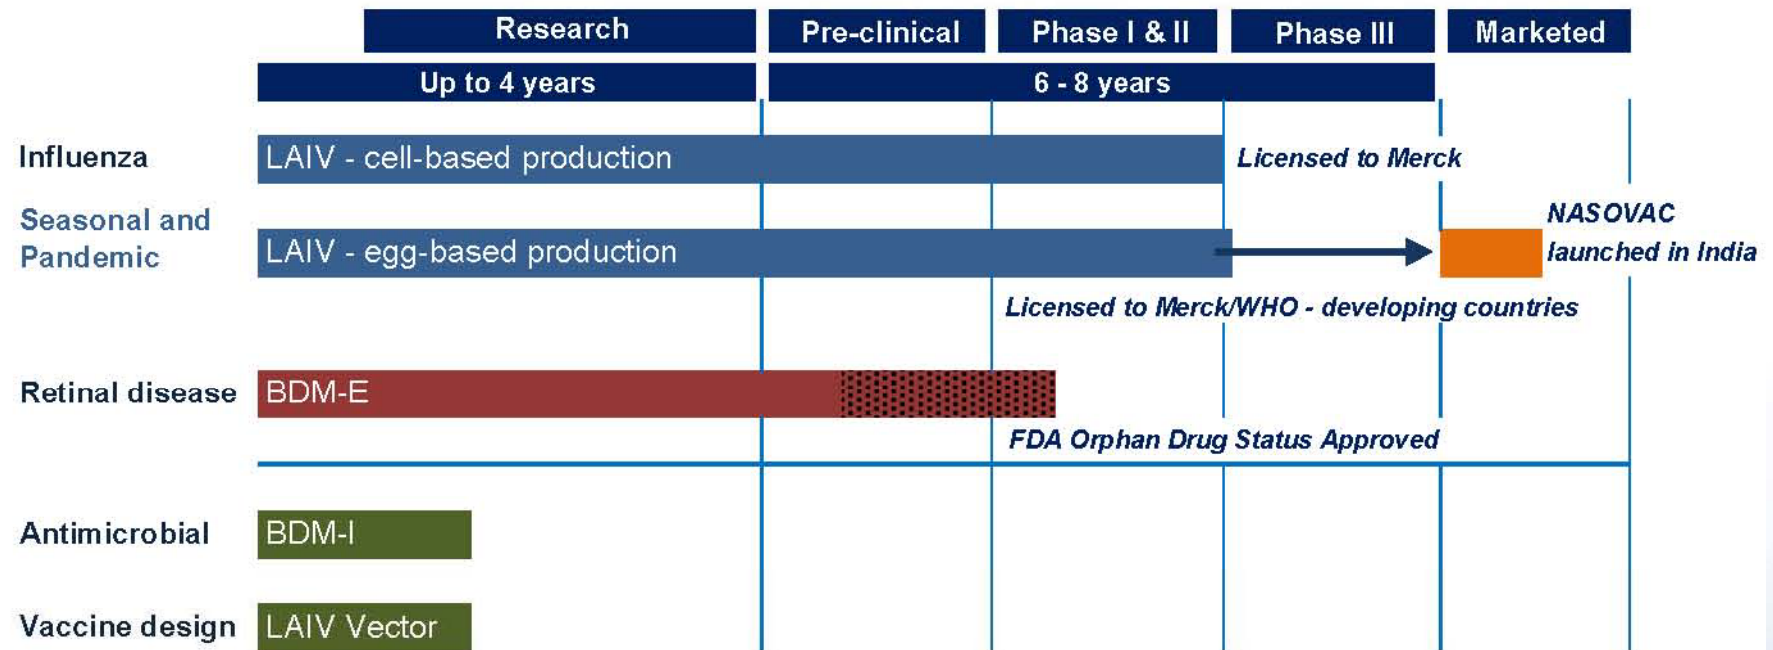 Research Pre-clinical Phase I & II Phase III Marketed
Up to 4 years 6 - 8 years
Influenza LAIV - cell-based production Licensed to Merck
Seasonal and
Pandemic
LAIV - egg-based production
NASOVAC
launched in India
Licensed to Merck/WHO - developing countries
Retinal disease BDM-E
FDA Orphan Drug Status Approved
Antimicrobial BDM-I
Vaccine design LAIV Vector